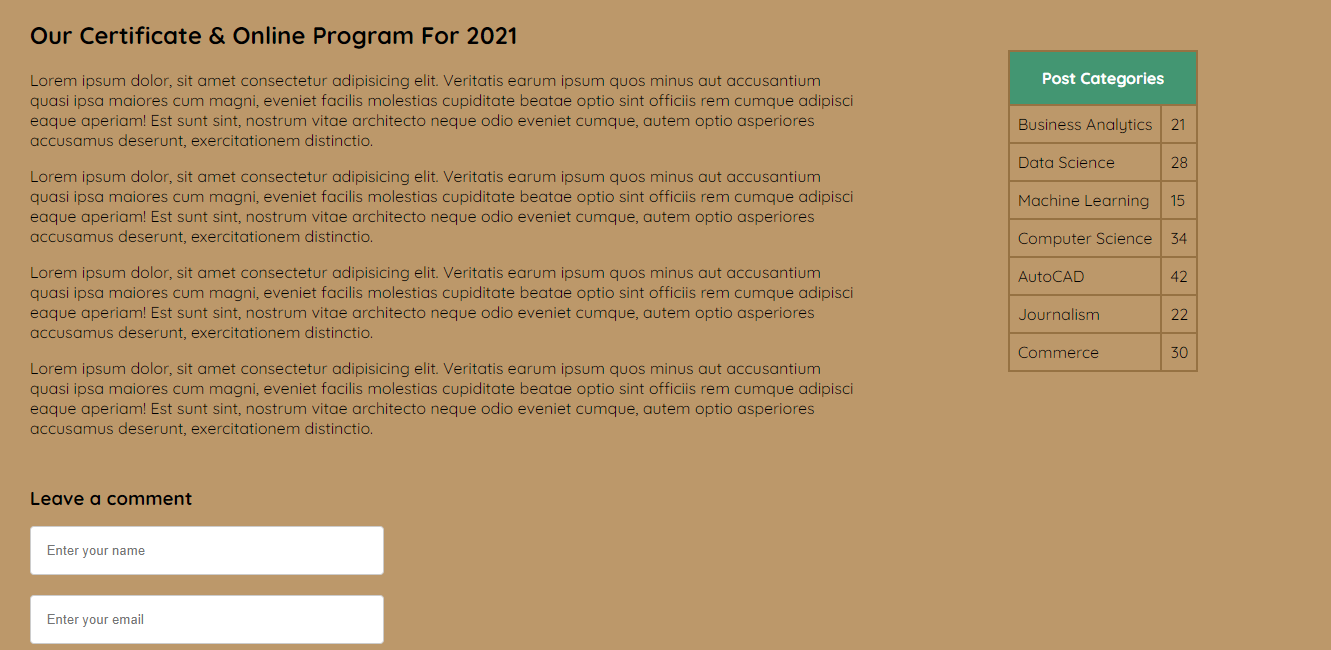 Our Certificate & Online Program For 2021
Lorem ipsum dolor, sit amet consectetur adipisicing elit. Veritatis earum ipsum quos minus aut accusantium
quasi ipsa maiores cum magni, eveniet facilis molestias cupiditate beatae optio sint officiis rem cumque adipisci
eaque aperiam! Est sunt sint, nostrum vitae architecto neque odio eveniet cumque, autem optio asperiores
accusamus deserunt, exercitationem distinctio.
Lorem ipsum dolor, sit amet consectetur adipisicing elit. Veritatis earum ipsum quos minus aut accusantium
quasi ipsa maiores cum magni, eveniet facilis molestias cupiditate beatae optio sint officiis rem cumque adipisci
eaque aperiam! Est sunt sint, nostrum vitae architecto neque odio eveniet cumque, autem optio asperiores
accusamus deserunt, exercitationem distinctio.
Lorem ipsum dolor, sit amet consectetur adipisicing elit. Veritatis earum ipsum quos minus aut accusantium
quasi ipsa maiores cum magni, eveniet facilis molestias cupiditate beatae optio sint officiis rem cumque adipisci
eaque aperiam! Est sunt sint, nostrum vitae architecto neque odio eveniet cumque, autem optio asperiores
accusamus deserunt, exercitationem distinctio.
Lorem ipsum dolor, sit amet consectetur adipisicing elit. Veritatis earum ipsum quos minus aut accusantium
quasi ipsa maiores cum magni, eveniet facilis molestias cupiditate beatae optio sint officiis rem cumque adipisci
eaque aperiam! Est sunt sint, nostrum vitae architecto neque odio eveniet cumque, autem optio asperiores
accusamus deserunt, exercitationem distinctio.
Leave a comment
Enter your name
Enter your email
Post Categories
Business Analytics 21
Data Science 28
Machine Learning 15
Computer Science 34
AutoCAD 42
Journalism 22
Commerce 30